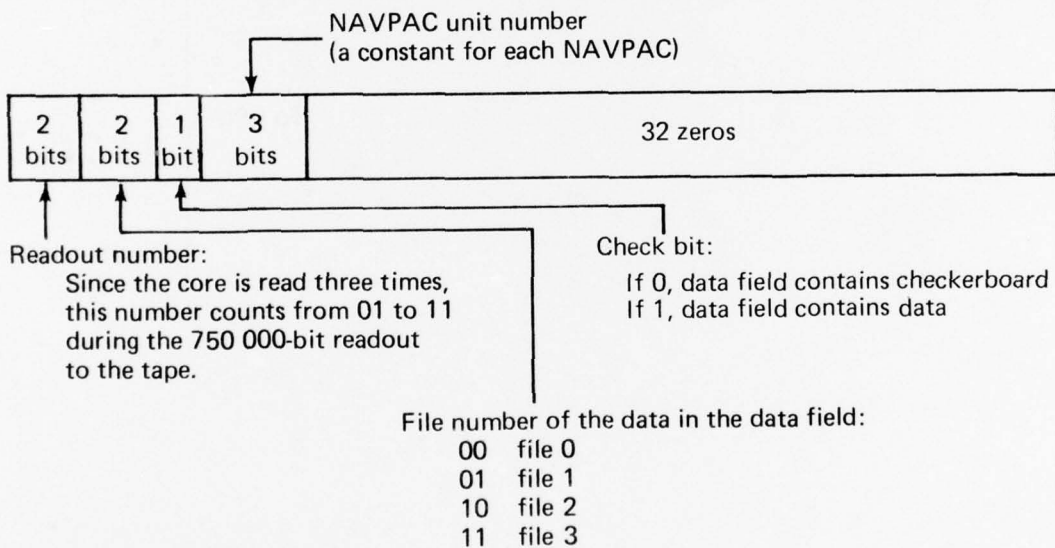 NAVPAC unit number
(a constant for each NAVPAC)
2 bits
2 bits
1 bit
3 bits
32 zeros
Readout number:
Since the core is read three times,
this number counts from 01 to 11
during the 750 000-bit readout
to the tape.
Check bit:
If 0, data field contains checkerboard
If 1, data field contains data
File number of the data in the data field:
00 file 0
01 file 1
10 file 2
11 file 3